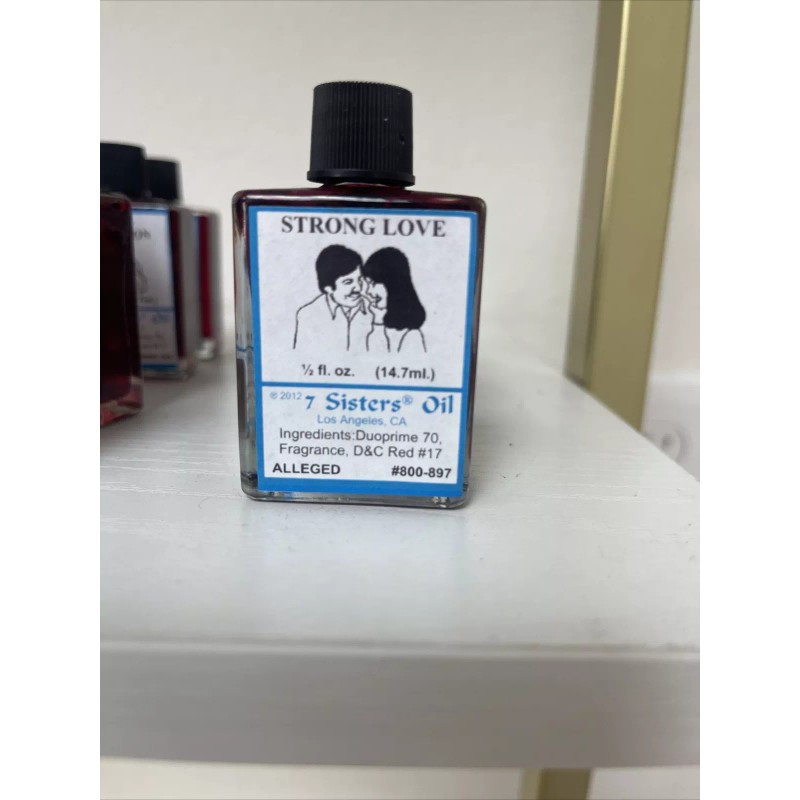 STRONG LOVE
½ fl. oz. (14.7ml.)
© 2012 7 Sisters® Oil
Los Angeles, CA
Ingredients:Duoprime 70,
Fragrance, D&C Red #17
ALLEGED #800-897